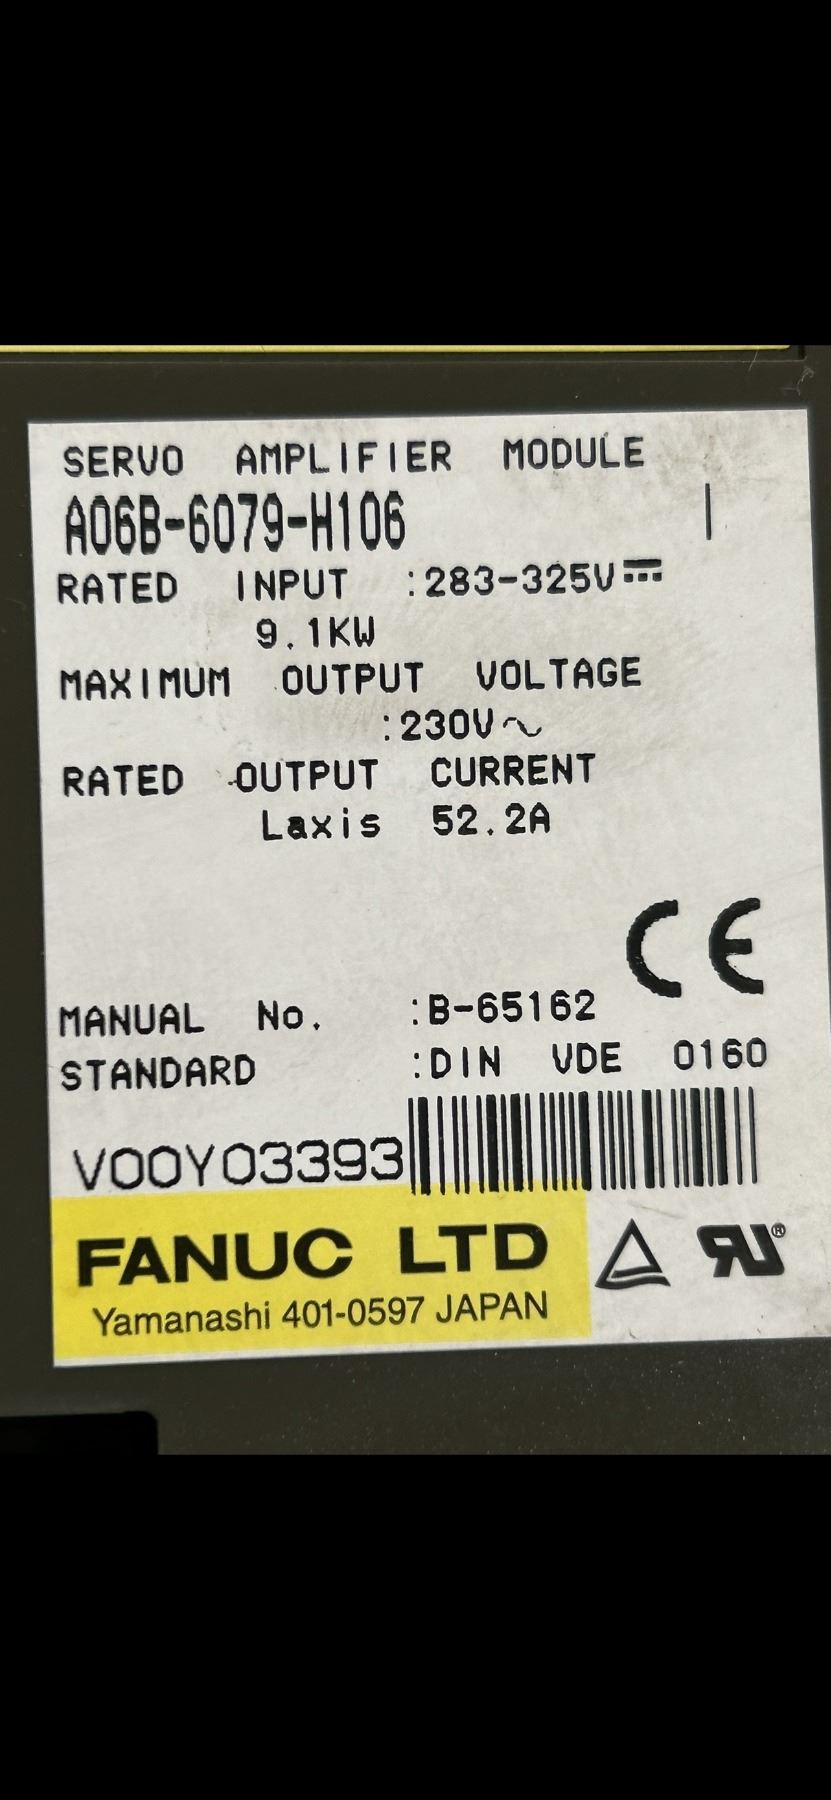 SERVO AMPLIFIER MODULE
A06B-6079-H106 I
RATED INPUT :283-325V⎓
9.1KW
MAXIMUM OUTPUT VOLTAGE
:230V~
RATED OUTPUT CURRENT
Laxis 52.2A
CE
MANUAL No. :B-65162
STANDARD :DIN VDE 0160
V00Y03393
FANUC LTD
Yamanashi 401-0597 JAPAN
RU®